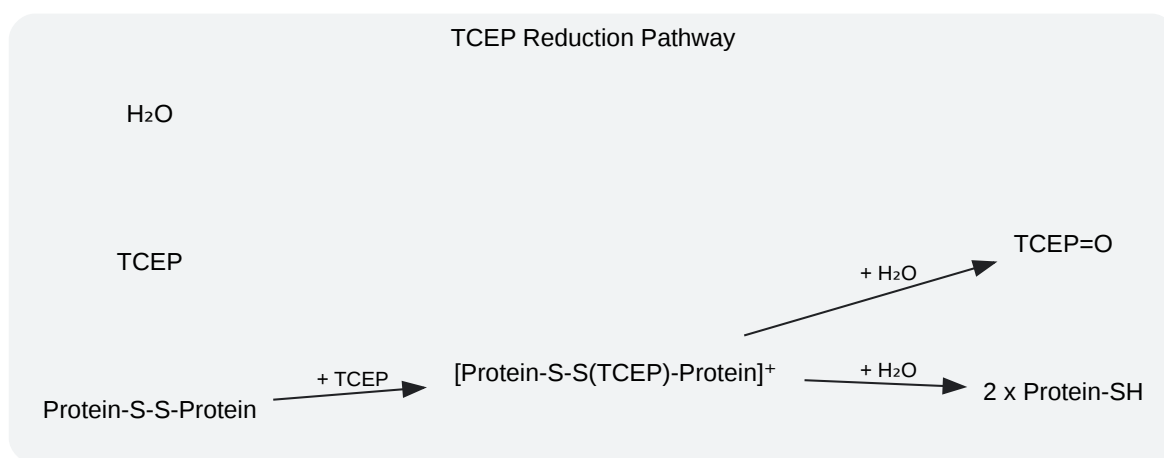 TCEP Reduction Pathway
H₂O
TCEP
TCEP=O
+ H₂O
+ TCEP
[Protein-S-S(TCEP)-Protein]⁺
+ H₂O
Protein-S-S-Protein
2 x Protein-SH